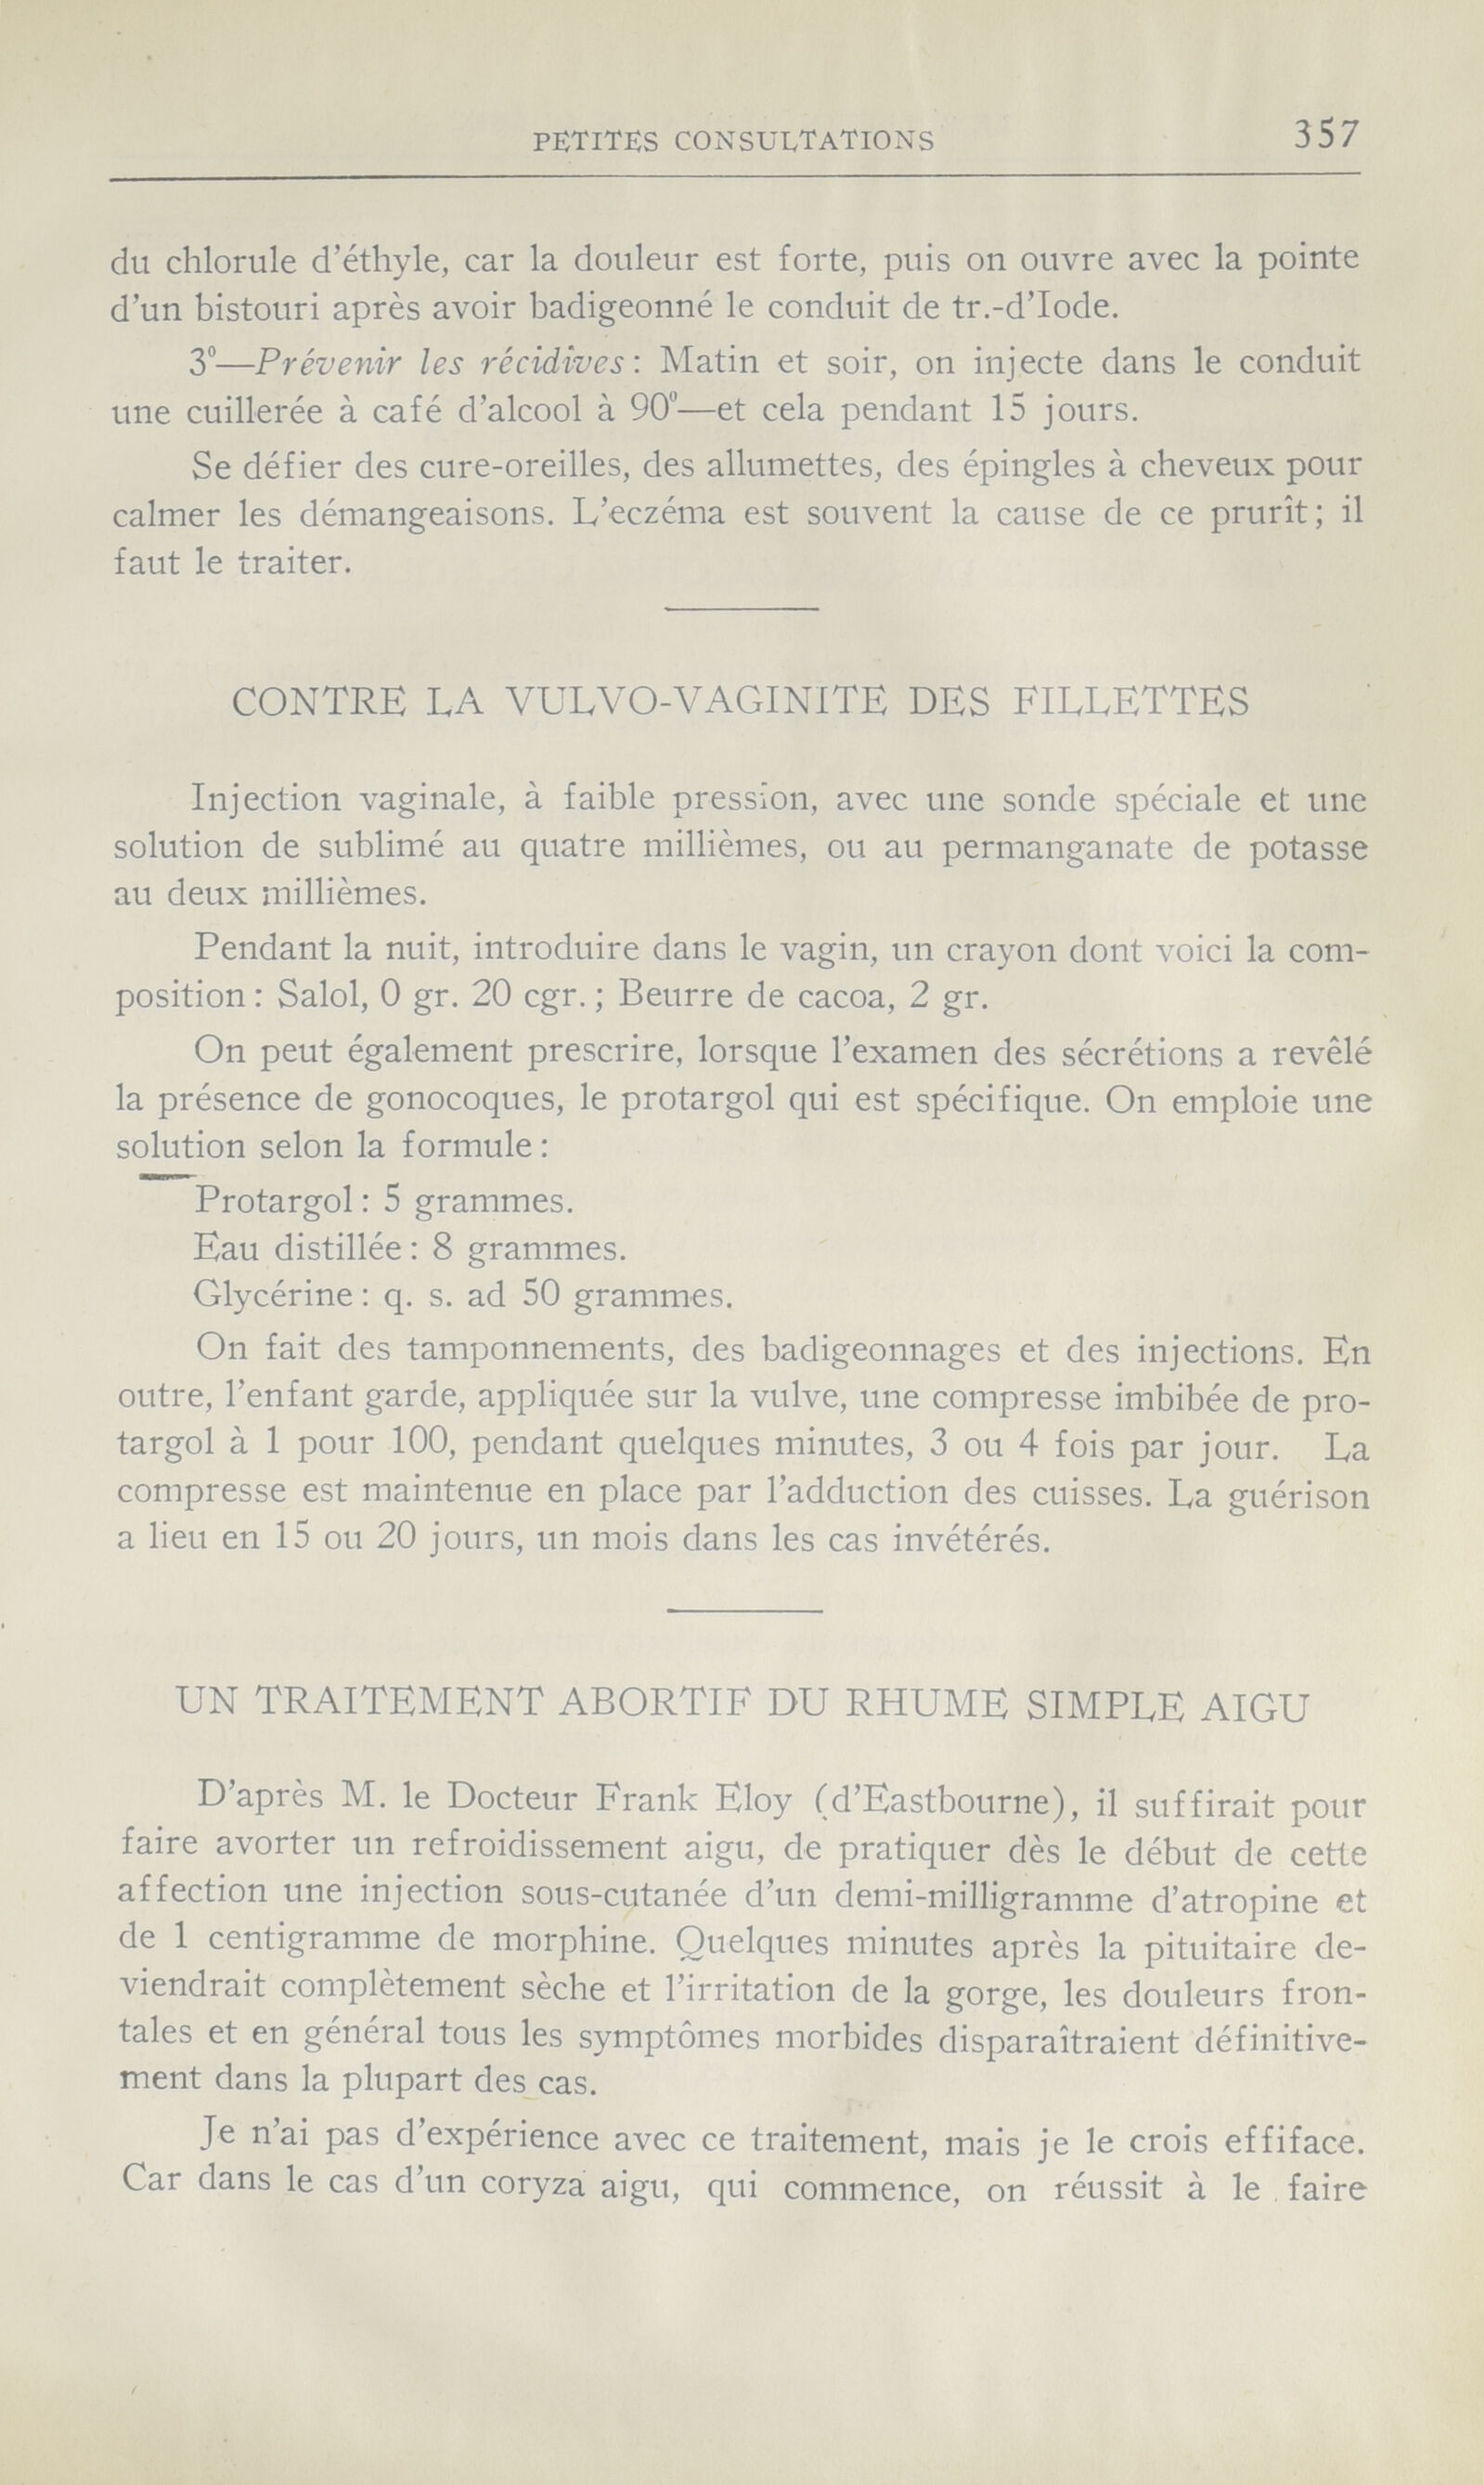 PETITES CONSULTATIONS 357
du chlorule d'éthyle, car la douleur est forte, puis on ouvre avec la pointe
d'un bistouri après avoir badigeonné le conduit de tr.-d'Iode.
3º—Prévenir les récidives : Matin et soir, on injecte dans le conduit
une cuillerée à café d'alcool à 90º—et cela pendant 15 jours.
Se défier des cure-oreilles, des allumettes, des épingles à cheveux pour
calmer les démangeaisons. L'eczéma est souvent la cause de ce prurît ; il
faut le traiter.
CONTRE LA VULVO-VAGINITE DES FILLETTES
Injection vaginale, à faible pression, avec une sonde spéciale et une
solution de sublimé au quatre millièmes, ou au permanganate de potasse
au deux millièmes.
Pendant la nuit, introduire dans le vagin, un crayon dont voici la com-
position : Salol, 0 gr. 20 cgr. ; Beurre de cacoa, 2 gr.
On peut également prescrire, lorsque l'examen des sécrétions a revêlé
la présence de gonocoques, le protargol qui est spécifique. On emploie une
solution selon la formule :
Protargol : 5 grammes.
Eau distillée : 8 grammes.
Glycérine : q. s. ad 50 grammes.
On fait des tamponnements, des badigeonnages et des injections. En
outre, l'enfant garde, appliquée sur la vulve, une compresse imbibée de pro-
targol à 1 pour 100, pendant quelques minutes, 3 ou 4 fois par jour. La
compresse est maintenue en place par l'adduction des cuisses. La guérison
a lieu en 15 ou 20 jours, un mois dans les cas invétérés.
UN TRAITEMENT ABORTIF DU RHUME SIMPLE AIGU
D'après M. le Docteur Frank Eloy (d'Eastbourne), il suffirait pour
faire avorter un refroidissement aigu, de pratiquer dès le début de cette
affection une injection sous-cutanée d'un demi-milligramme d'atropine et
de 1 centigramme de morphine. Quelques minutes après la pituitaire de-
viendrait complètement sèche et l'irritation de la gorge, les douleurs fron-
tales et en général tous les symptômes morbides disparaîtraient définitive-
ment dans la plupart des cas.
Je n'ai pas d'expérience avec ce traitement, mais je le crois effiface.
Car dans le cas d'un coryza aigu, qui commence, on réussit à le faire